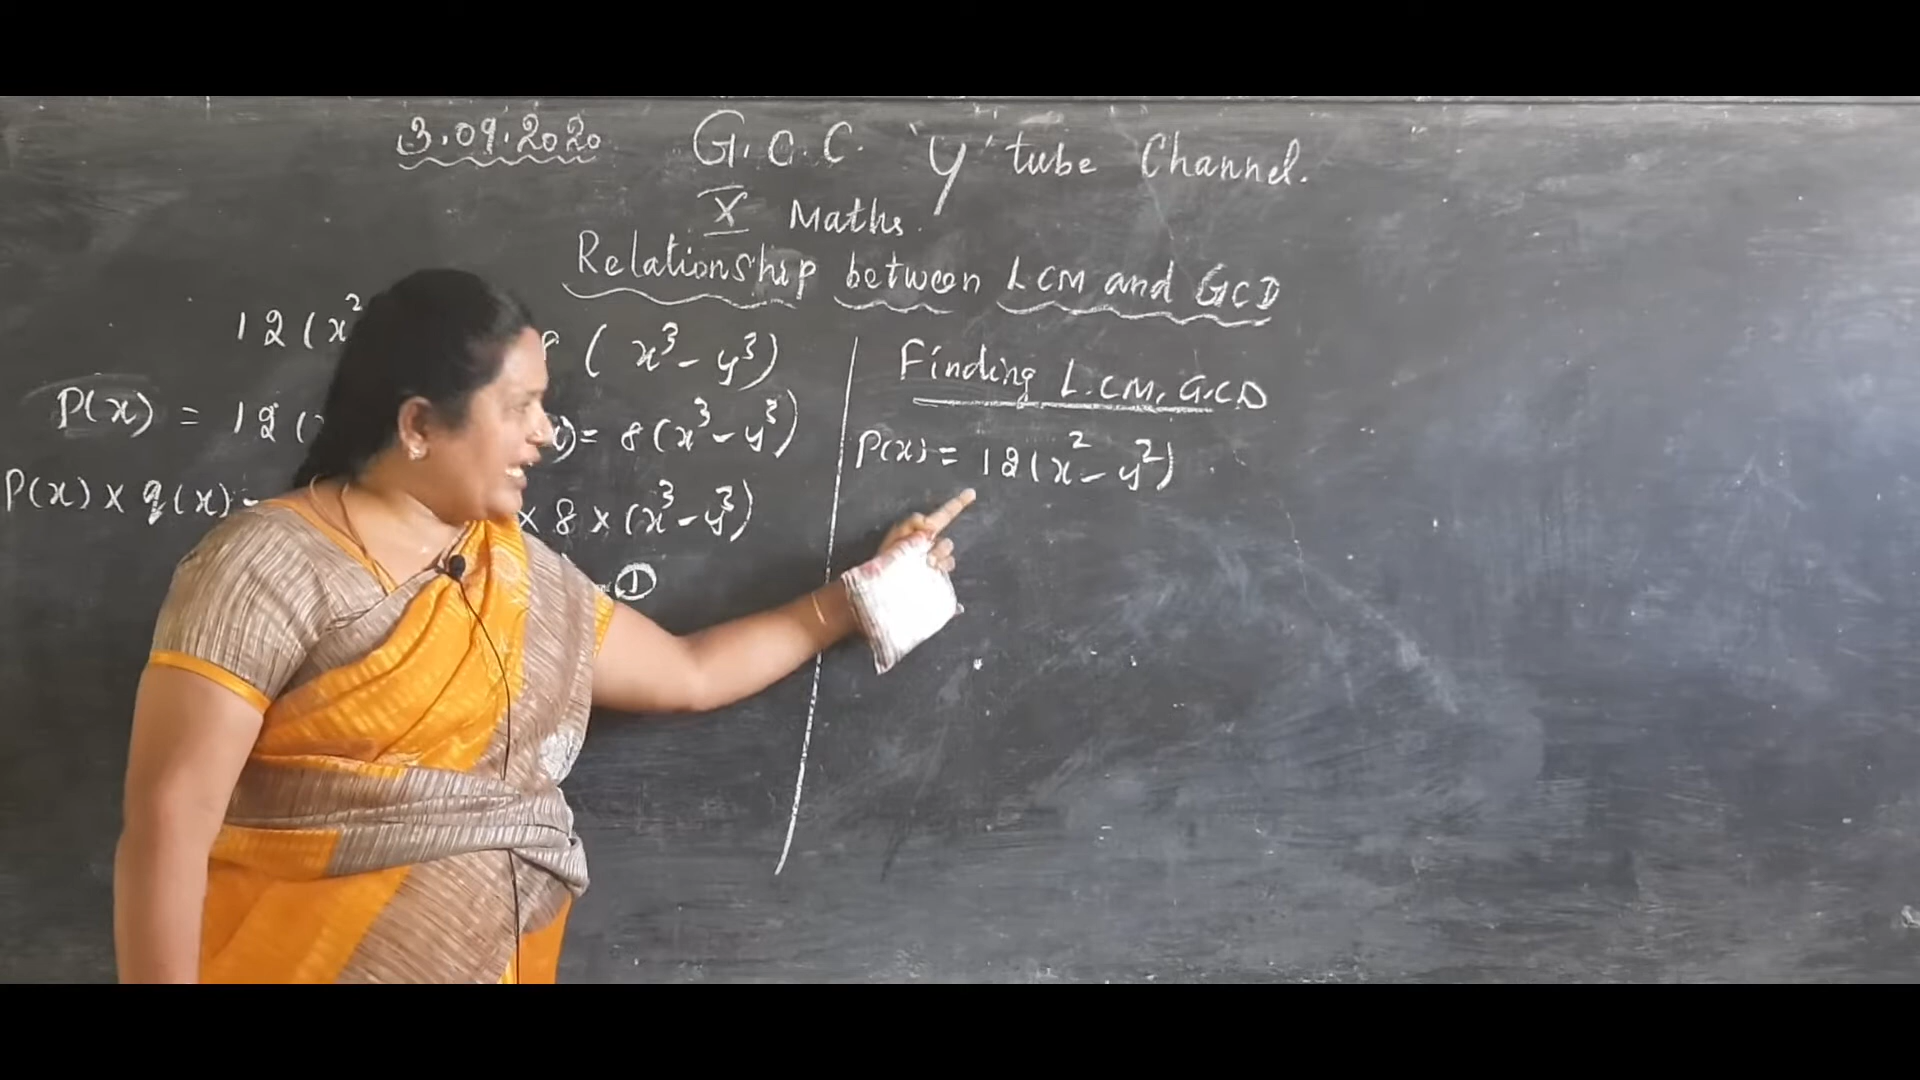 3.09.2020 G.C.C. 'Y' tube Channel.
X Maths.
Relationship between LCM and GCD
12(x² ( x³ - y³)
P(x) = 12( = 8(x³ - y³)
P(x) × q(x) = × 8 × (x³ - y³)
①
Finding L.CM, G.CD
P(x) = 12(x² - y²)